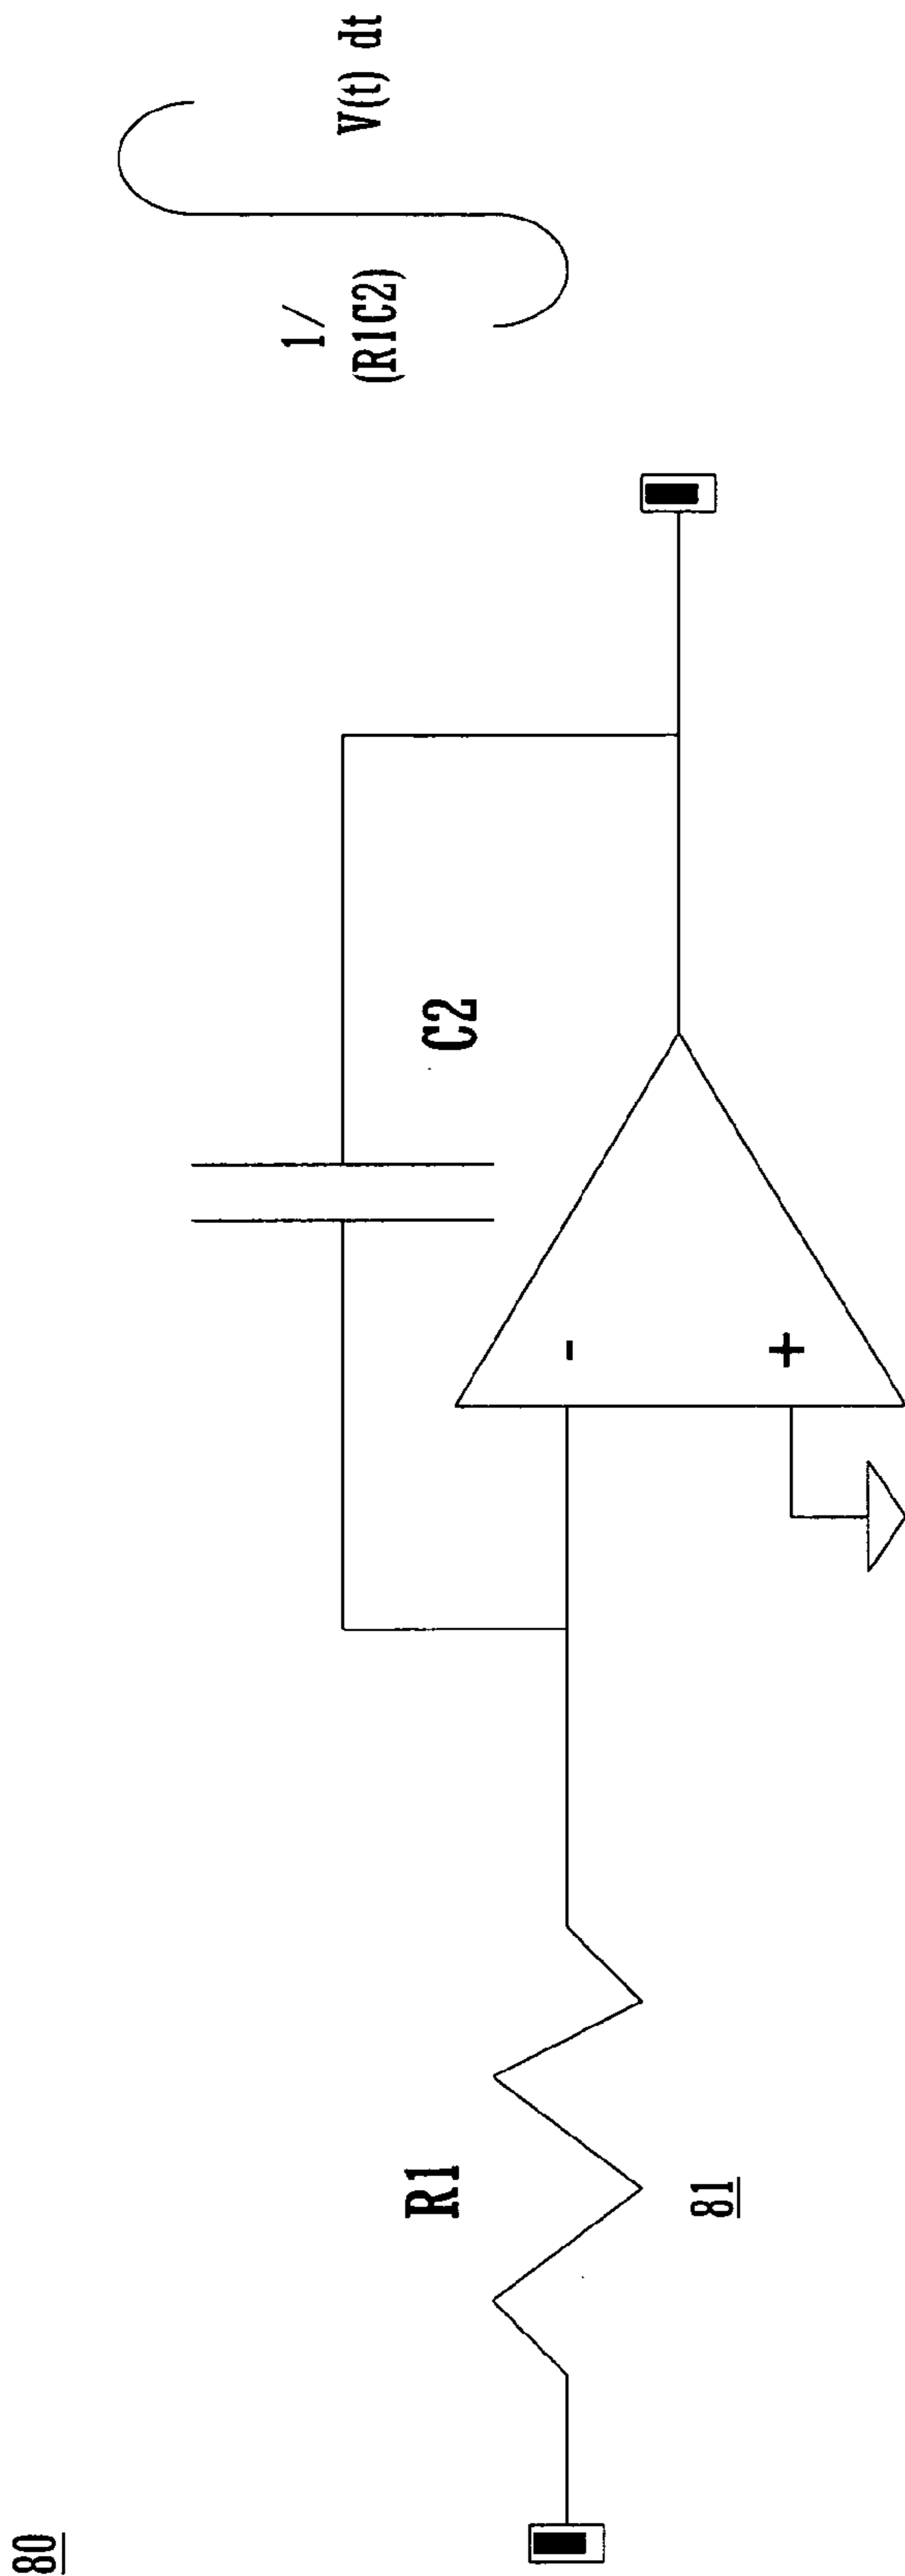 80
1/
(R1C2)
V(t) dt
C2
-
+
R1
81